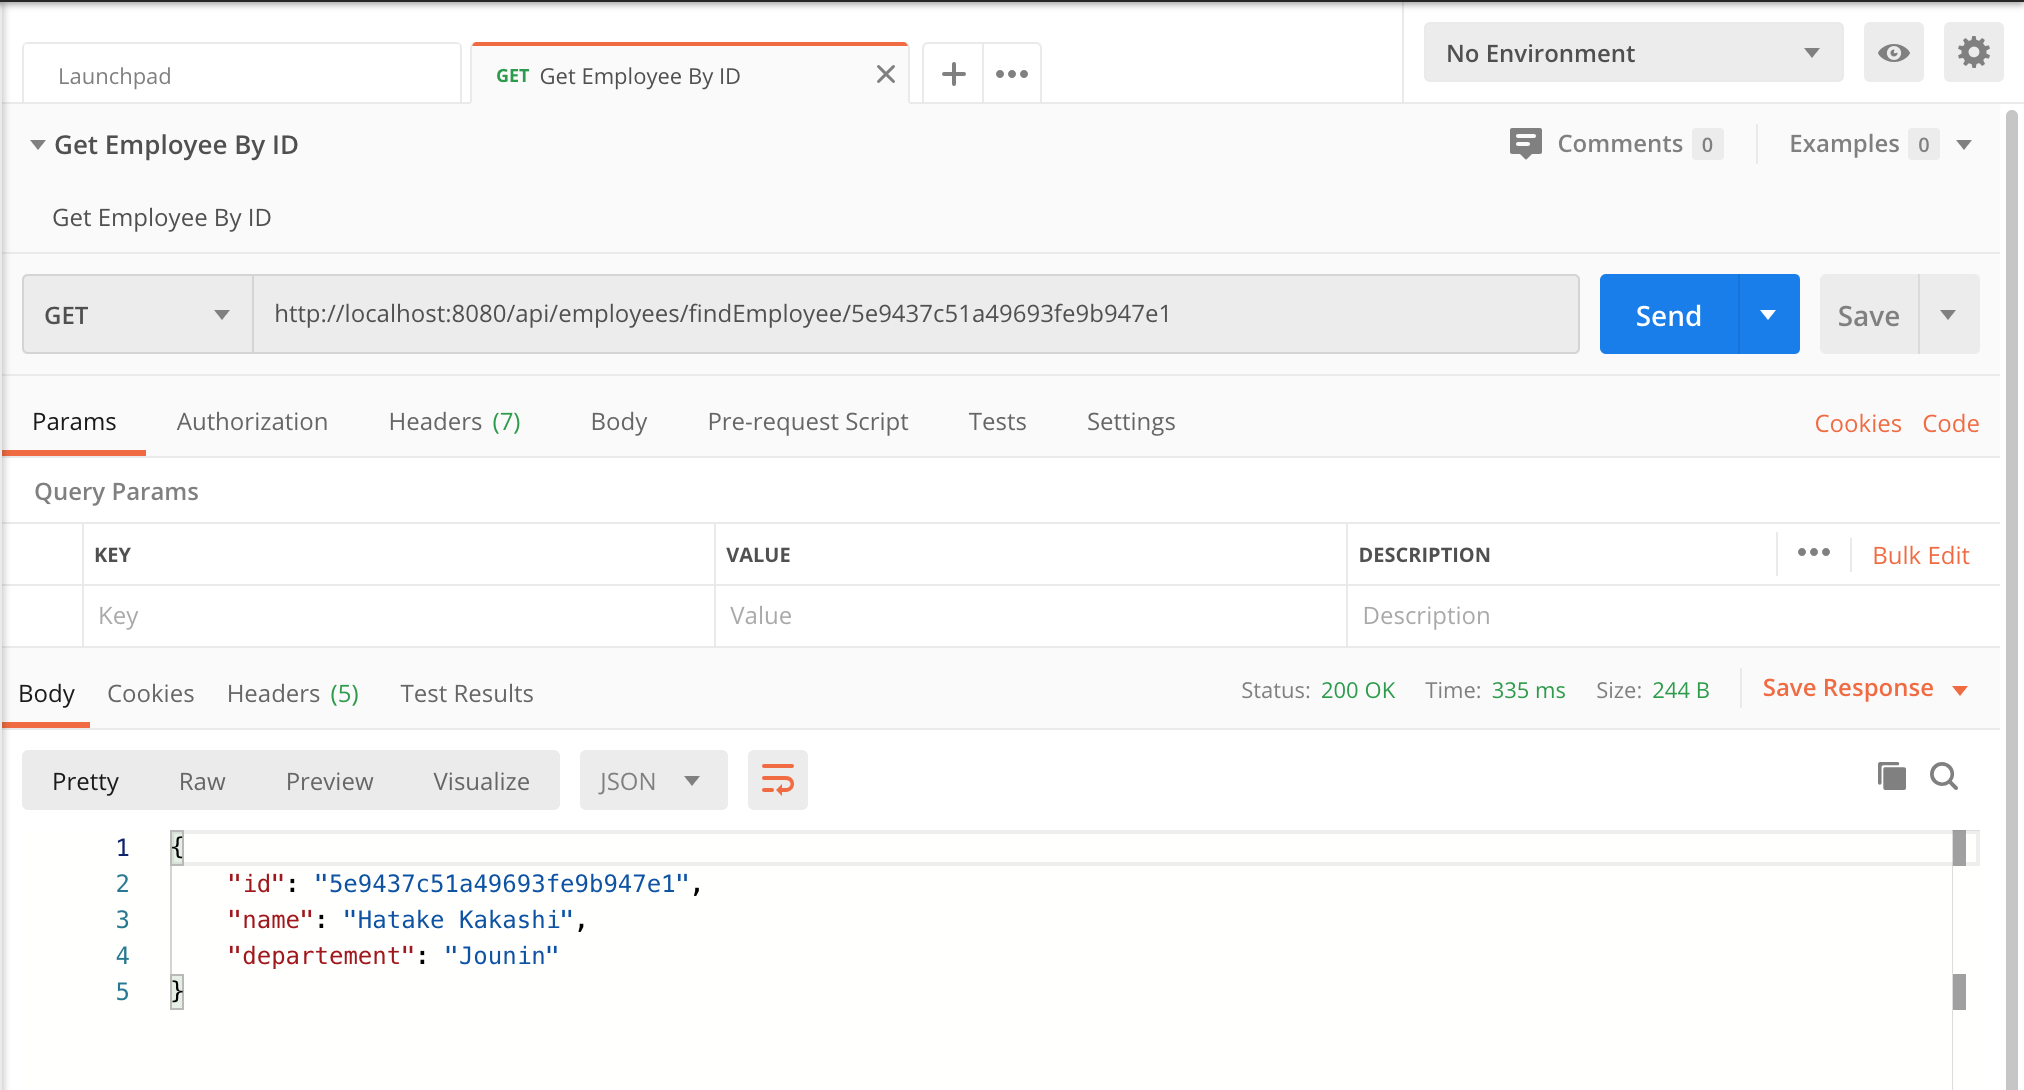 Launchpad
GET Get Employee By ID
No Environment
Get Employee By ID
Comments 0
Examples 0
Get Employee By ID
GET
http://localhost:8080/api/employees/findEmployee/5e9437c51a49693fe9b947e1
Send
Save
Params Authorization Headers (7) Body Pre-request Script Tests Settings
Cookies Code
Query Params
KEY VALUE DESCRIPTION
Bulk Edit
Key Value Description
Body Cookies Headers (5) Test Results
Status: 200 OK Time: 335 ms Size: 244 B
Save Response
Pretty Raw Preview Visualize JSON
1 {
2 "id": "5e9437c51a49693fe9b947e1",
3 "name": "Hatake Kakashi",
4 "departement": "Jounin"
5 }